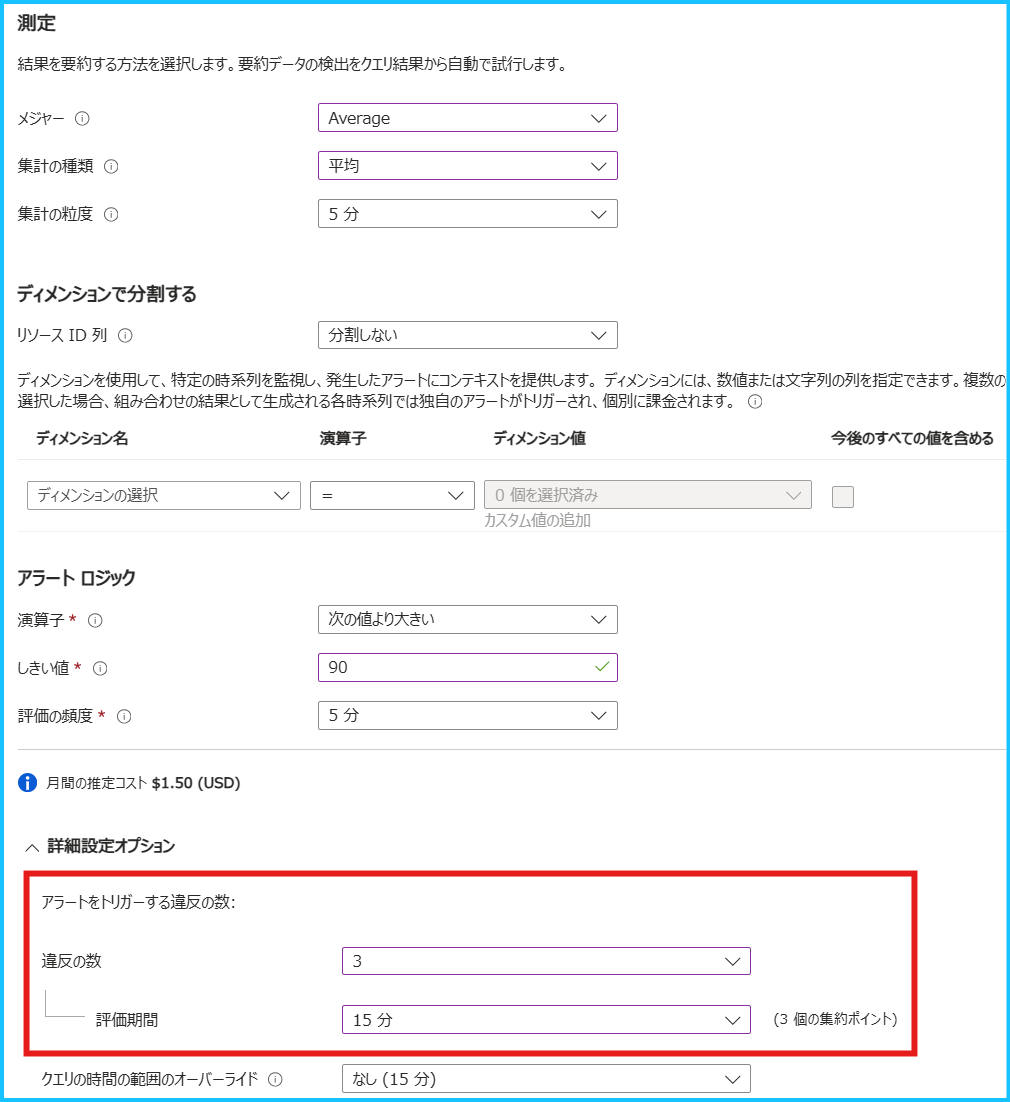 測定
結果を要約する方法を選択します。要約データの検出をクエリ結果から自動で試行します。
メジャー
Average
集計の種類
平均
集計の粒度
5 分
ディメンションで分割する
リソース ID 列
分割しない
ディメンションを使用して、特定の時系列を監視し、発生したアラートにコンテキストを提供します。 ディメンションには、数値または文字列の列を指定できます。複数の
選択した場合、組み合わせの結果として生成される各時系列では独自のアラートがトリガーされ、個別に課金されます。
ディメンション名 演算子 ディメンション値 今後のすべての値を含める
ディメンションの選択 = 0 個を選択済み
カスタム値の追加
アラート ロジック
演算子 *
次の値より大きい
しきい値 *
90
評価の頻度 *
5 分
月間の推定コスト $1.50 (USD)
詳細設定オプション
アラートをトリガーする違反の数:
違反の数
3
評価期間
15 分 (3 個の集約ポイント)
クエリの時間の範囲のオーバーライド
なし (15 分)